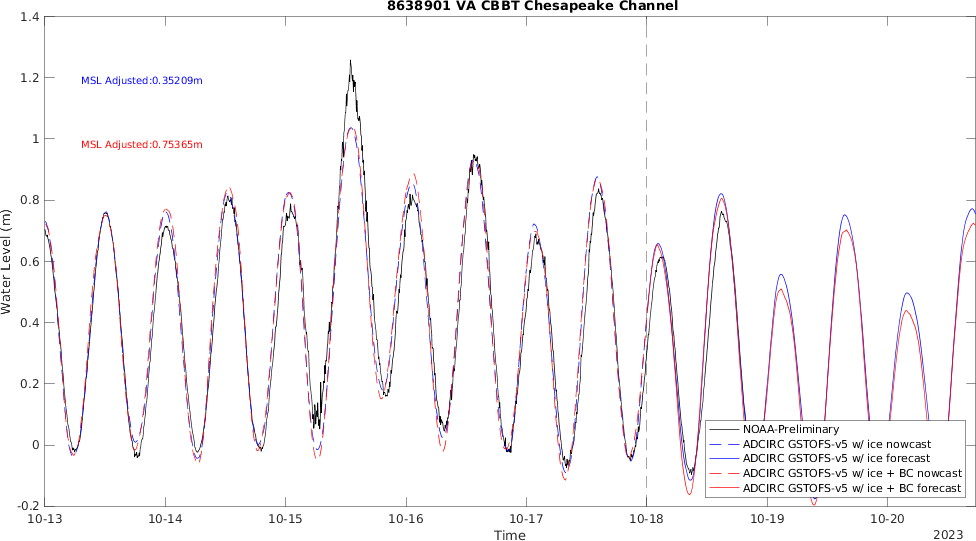 8638901 VA CBBT Chesapeake Channel
1.4
1.2
1
0.8
0.6
0.4
0.2
0
-0.2
Water Level (m)
MSL Adjusted:0.35209m
MSL Adjusted:0.75365m
NOAA-Preliminary
ADCIRC GSTOFS-v5 w/ ice nowcast
ADCIRC GSTOFS-v5 w/ ice forecast
ADCIRC GSTOFS-v5 w/ ice + BC nowcast
ADCIRC GSTOFS-v5 w/ ice + BC forecast
10-13 10-14 10-15 10-16 10-17 10-18 10-19 10-20
Time
2023